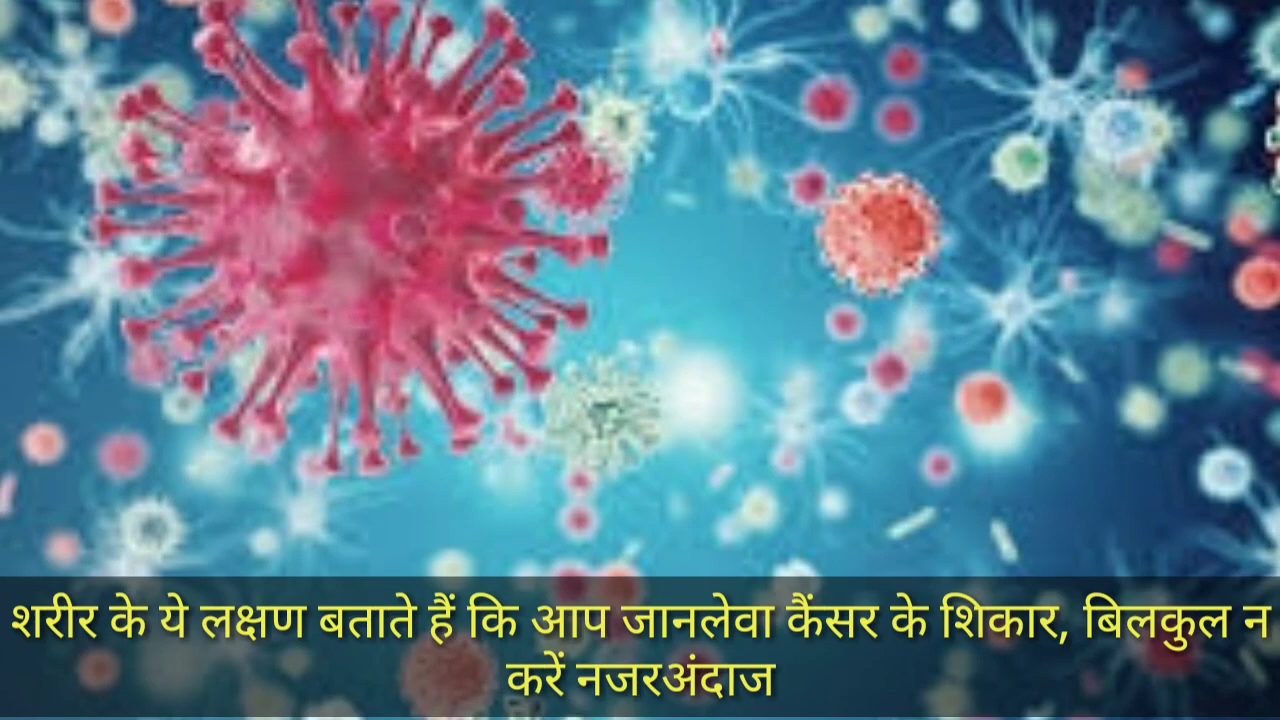 शरीर के ये लक्षण बताते हैं कि आप जानलेवा कैंसर के शिकार, बिलकुल न
करें नजरअंदाज